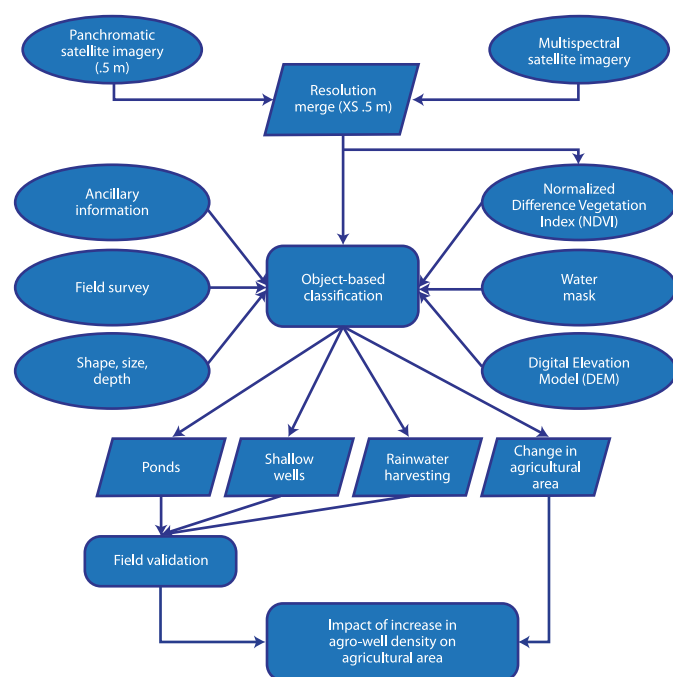 Panchromatic
satellite imagery
(.5 m)
Multispectral
satellite imagery
Resolution
merge (XS .5 m)
Ancillary
information
Normalized
Difference Vegetation
Index (NDVI)
Field survey
Object-based
classification
Water
mask
Shape, size,
depth
Digital Elevation
Model (DEM)
Ponds
Shallow
wells
Rainwater
harvesting
Change in
agricultural
area
Field validation
Impact of increase in
agro-well density on
agricultural area